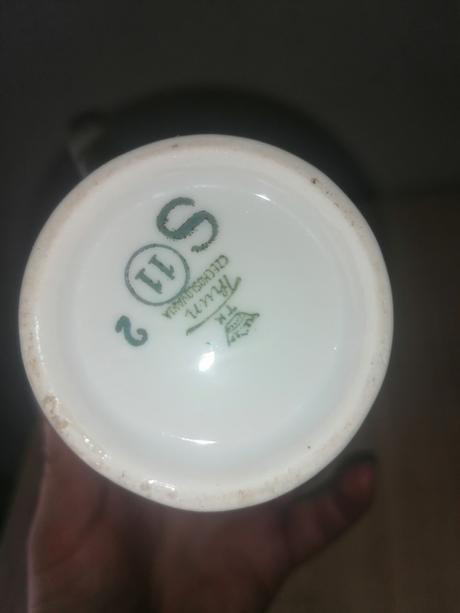 TK
Thun
CZECHOSLOVAKIA
S 11 2